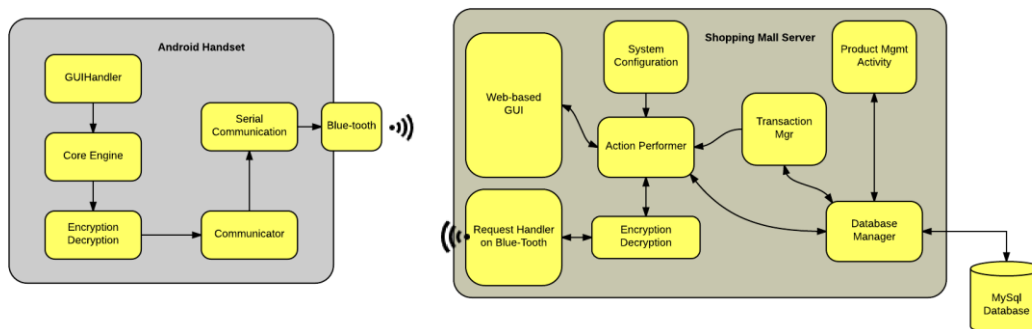 Android Handset
GUIHandler
Core Engine
Encryption
Decryption
Communicator
Serial
Communication
Blue-tooth
Shopping Mall Server
Web-based
GUI
System
Configuration
Product Mgmt
Activity
Transaction
Mgr
Action Performer
Request Handler
on Blue-Tooth
Encryption
Decryption
Database
Manager
MySql
Database